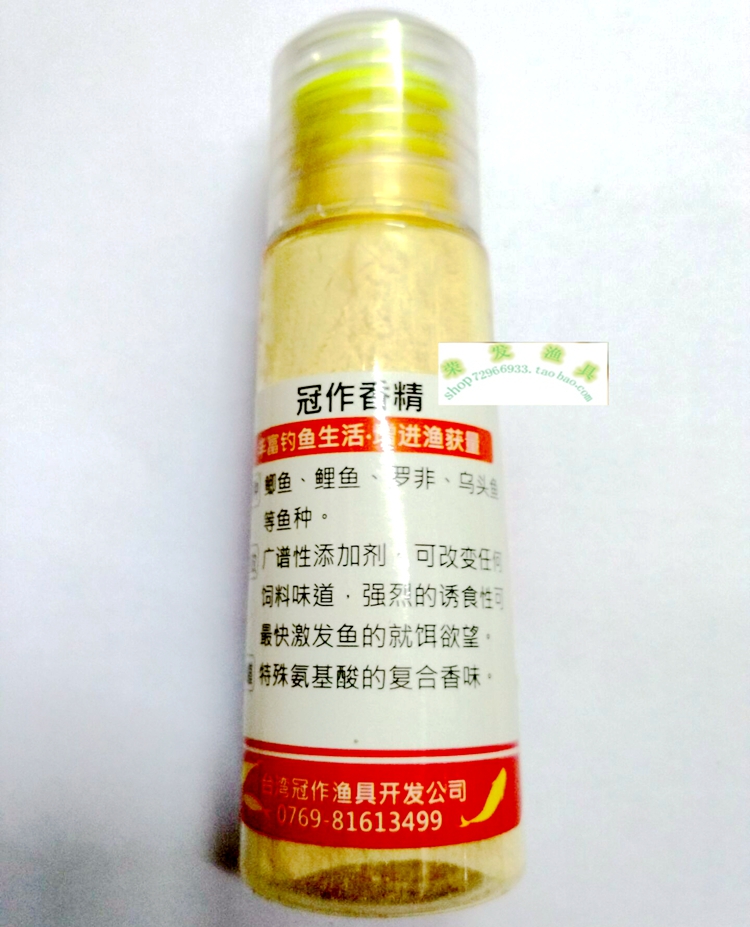 冠作香精
丰富钓鱼生活·增进渔获量
鲫鱼、鲤鱼、罗非、乌头鱼
等鱼种。
广谱性添加剂，可改变任何
饲料味道，强烈的诱食性可
最快激发鱼的就饵欲望。
特殊氨基酸的复合香味。
台湾冠作渔具开发公司
0769-81613499
荣发渔具
shop72966933.taobao.com